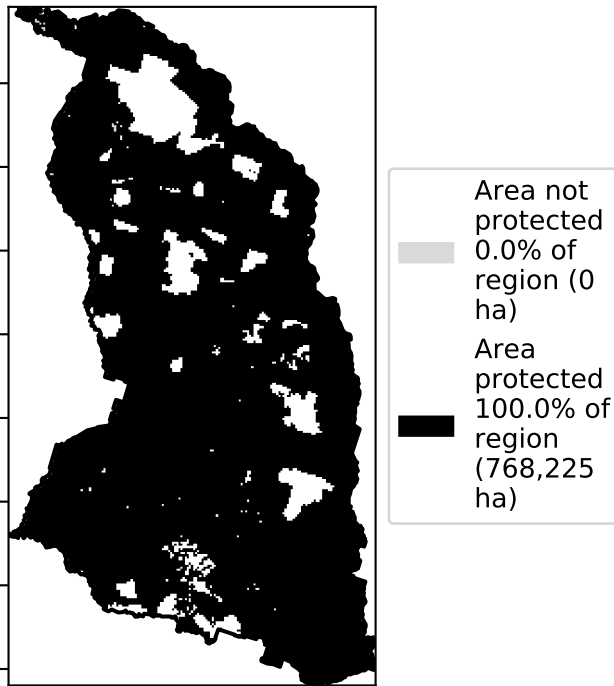 Area not
protected
0.0% of
region (0
ha)
Area
protected
100.0% of
region
(768,225
ha)